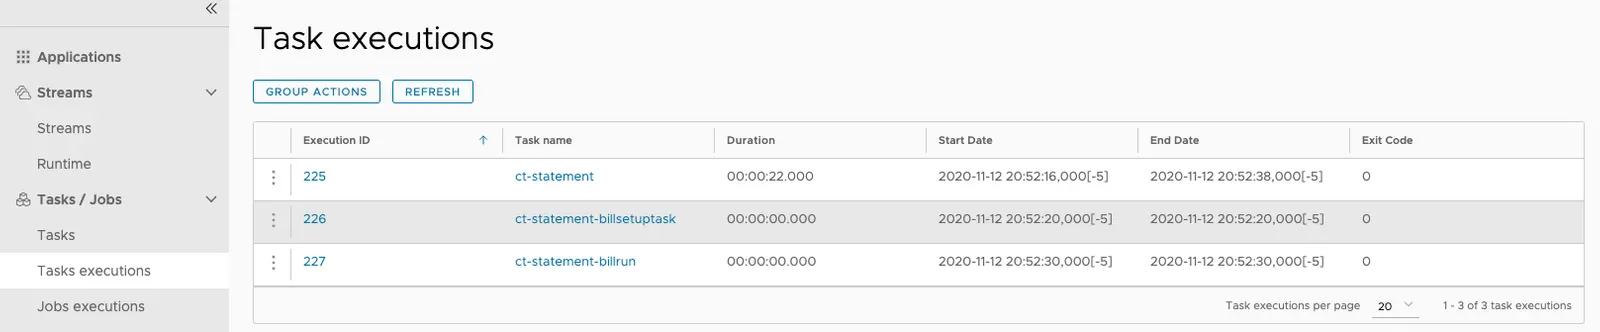 Applications
Streams
Streams
Runtime
Tasks / Jobs
Tasks
Tasks executions
Jobs executions
Task executions
GROUP ACTIONS REFRESH
Execution ID Task name Duration Start Date End Date Exit Code
225 ct-statement 00:00:22.000 2020-11-12 20:52:16,000[-5] 2020-11-12 20:52:38,000[-5] 0
226 ct-statement-billsetuptask 00:00:00.000 2020-11-12 20:52:20,000[-5] 2020-11-12 20:52:20,000[-5] 0
227 ct-statement-billrun 00:00:00.000 2020-11-12 20:52:30,000[-5] 2020-11-12 20:52:30,000[-5] 0
Task executions per page 20 1 - 3 of 3 task executions